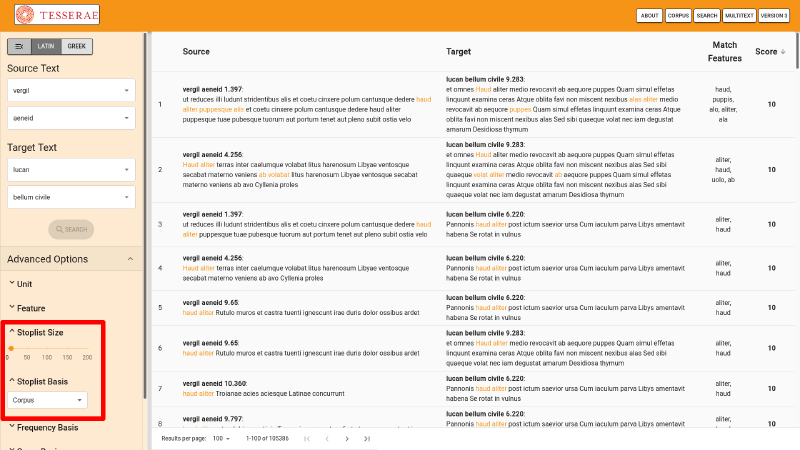 TESSERAE
ABOUT
CORPUS
SEARCH
MULTITEXT
VERSION 3
LATIN
GREEK
Source Text
vergil
aeneid
Target Text
lucan
bellum civile
SEARCH
Advanced Options
Unit
Feature
Stoplist Size
0 50 100 150 200
Stoplist Basis
Corpus
Frequency Basis
Source
Target
Match
Features
Score
1
vergil aeneid 1.397:
ut reduces illi ludunt stridentibus alis et coetu cinxere polum cantusque dedere haud
aliter puppesque alis et coetu cinxere polum cantusque dedere haud aliter
puppesque tuae pubesque tuorum aut portum tenet aut pleno subit ostia velo
lucan bellum civile 9.283:
et omnes Haud aliter medio revocavit ab aequore puppes Quam simul effetas
linquunt examina ceras Atque oblita favi non miscent nexibus alas aliter medio
revocavit ab aequore puppes Quam simul effetas linquunt examina ceras Atque
oblita favi non miscent nexibus alas Sed sibi quaeque volat nec iam degustat
amarum Desidiosa thymum
haud,
puppis,
alo, aliter,
ala
10
2
vergil aeneid 4.256:
Haud aliter terras inter caelumque volabat litus harenosum Libyae ventosque
secabat materno veniens ab volabat litus harenosum Libyae ventosque secabat
materno veniens ab avo Cyllenia proles
lucan bellum civile 9.283:
et omnes Haud aliter medio revocavit ab aequore puppes Quam simul effetas
linquunt examina ceras Atque oblita favi non miscent nexibus alas Sed sibi
quaeque volat aliter medio revocavit ab aequore puppes Quam simul effetas
linquunt examina ceras Atque oblita favi non miscent nexibus alas Sed sibi
quaeque volat nec iam degustat amarum Desidiosa thymum
aliter,
haud,
uolo, ab
10
3
vergil aeneid 1.397:
ut reduces illi ludunt stridentibus alis et coetu cinxere polum cantusque dedere haud
aliter puppesque tuae pubesque tuorum aut portum tenet aut pleno subit ostia velo
lucan bellum civile 6.220:
Pannonis haud aliter post ictum saevior ursa Cum iaculum parva Libys amentavit
habena Se rotat in vulnus
aliter,
haud
10
4
vergil aeneid 4.256:
Haud aliter terras inter caelumque volabat litus harenosum Libyae ventosque
secabat materno veniens ab avo Cyllenia proles
lucan bellum civile 6.220:
Pannonis haud aliter post ictum saevior ursa Cum iaculum parva Libys amentavit
habena Se rotat in vulnus
aliter,
haud
10
5
vergil aeneid 9.65:
haud aliter Rutulo muros et castra tuenti ignescunt irae duris dolor ossibus ardet
lucan bellum civile 6.220:
Pannonis haud aliter post ictum saevior ursa Cum iaculum parva Libys amentavit
habena Se rotat in vulnus
aliter,
haud
10
6
vergil aeneid 9.65:
haud aliter Rutulo muros et castra tuenti ignescunt irae duris dolor ossibus ardet
lucan bellum civile 9.283:
et omnes Haud aliter medio revocavit ab aequore puppes Quam simul effetas
linquunt examina ceras Atque oblita favi non miscent nexibus alas Sed sibi
quaeque volat nec iam degustat amarum Desidiosa thymum
aliter,
haud
10
7
vergil aeneid 10.360:
haud aliter Troianae acies aciesque Latinae concurrunt
lucan bellum civile 6.220:
Pannonis haud aliter post ictum saevior ursa Cum iaculum parva Libys amentavit
habena Se rotat in vulnus
aliter,
haud
10
8
vergil aeneid 9.797:
lucan bellum civile 6.220:
Pannonis haud aliter post ictum saevior ursa Cum iaculum parva Libys amentavit
aliter,
10
Results per page: 100 1-100 of 105386